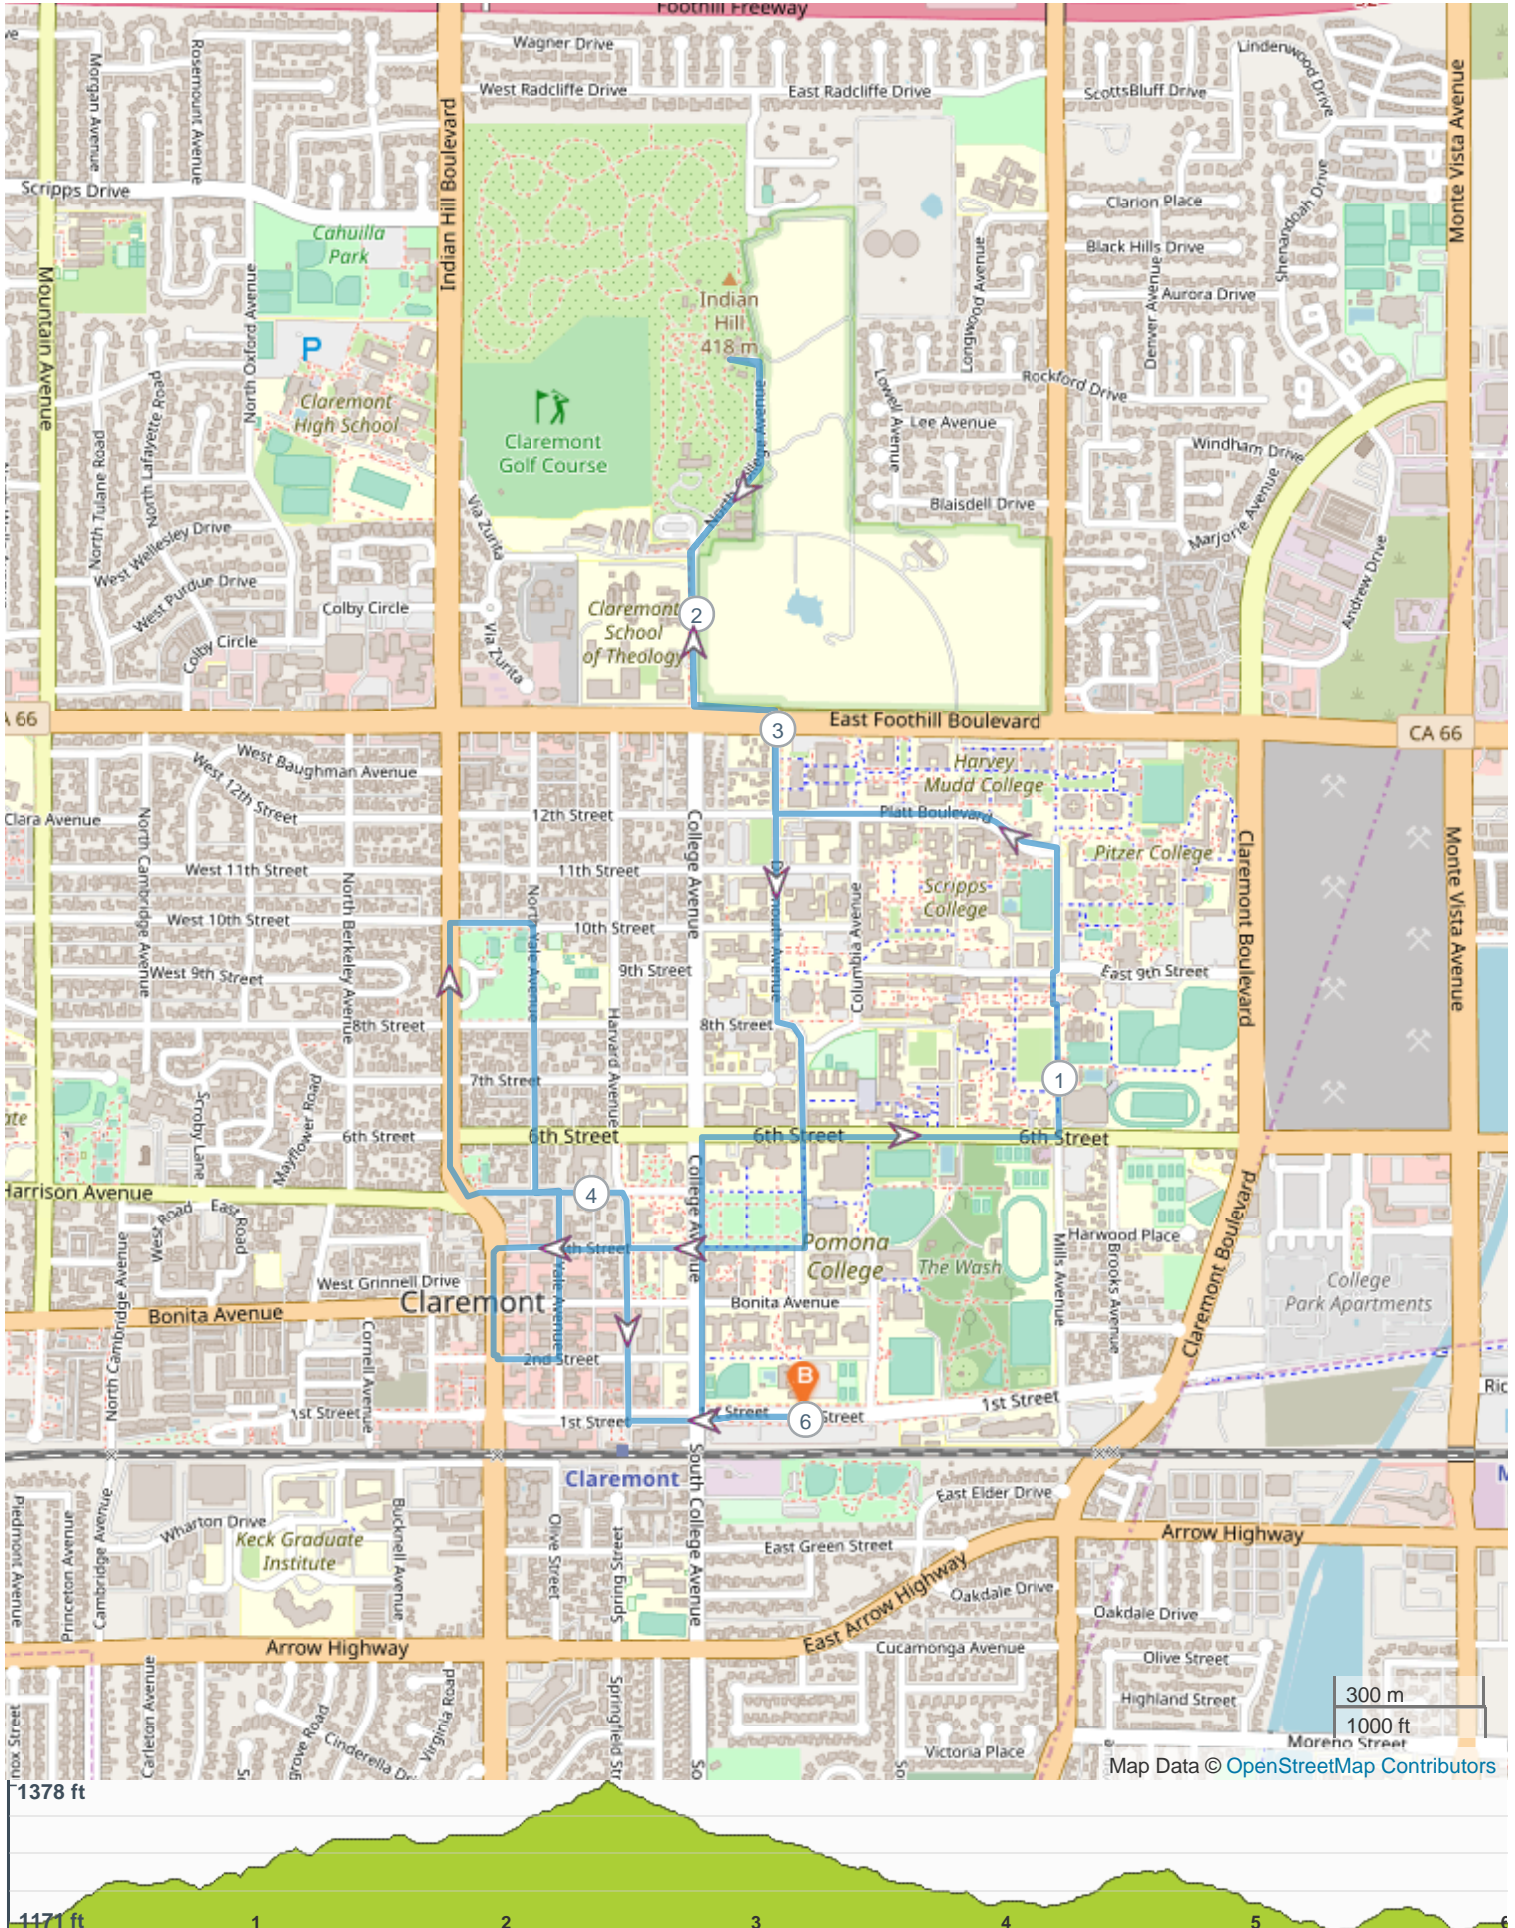 Foothill Freeway
Wagner Drive
Lindenwood Drive
Morgan Avenue
Rosemount Avenue
West Radcliffe Drive
East Radcliffe Drive
ScottsBluff Drive
Monte Vista Avenue
Indian Hill Boulevard
Scripps Drive
Clarion Place
Shenandoah Drive
Cahuilla
Park
Black Hills Drive
Longwood Avenue
Denver Avenue
Aurora Drive
Mountain Avenue
North Oxford Avenue
Indian
Hill
418 m
P
Rockford Drive
North Lafayette Road
Claremont
High School
Lowell Avenue
Lee Avenue
North College Avenue
Claremont
Golf Course
North Tulane Road
Windham Drive
Marjorie Avenue
Blaisdell Drive
Via Zurita
West Wellesley Drive
West Purdue Drive
Andrew Drive
Colby Circle
Claremont
School
of Theology
2
Colby Circle
Via Zurita
A 66
East Foothill Boulevard
CA 66
3
West Baughman Avenue
West 12th Street
Harvey
Mudd College
Clara Avenue
North Cambridge Avenue
12th Street
College Avenue
Platt Boulevard
Claremont Boulevard
Monte Vista Avenue
Pitzer College
West 11th Street
11th Street
North Berkeley Avenue
North Yale Avenue
Scripps
College
Columbia Avenue
West 10th Street
10th Street
West 9th Street
9th Street
East 9th Street
8th Street
Harvard Avenue
8th Street
7th Street
1
Scroby Lane
Mayflower Road
6th Street
6th Street
6th Street
6th Street
College Avenue
Harrison Avenue
4
West Road
East Road
Pomona
College
Harwood Place
Mills Avenue
Brooks Avenue
Claremont Boulevard
The Wash
College
Park Apartments
North Cambridge Avenue
West Grinnell Drive
Yale Avenue
Claremont
Bonita Avenue
Bonita Avenue
Cornell Avenue
2nd Street
B
1st Street
1st Street
6
1st Street
Claremont
South College Avenue
East Elder Drive
Piedmont Avenue
Princeton Avenue
Cambridge Avenue
Wharton Drive
Keck Graduate
Institute
Bucknell Avenue
Olive Street
Spring Street
East Green Street
Arrow Highway
East Arrow Highway
Oakdale Drive
Oakdale Drive
Arrow Highway
Cucamonga Avenue
Olive Street
Carleton Avenue
Virginia Road
Highland Street
300 m
1000 ft
Victoria Place
Moreno Street
Map Data © OpenStreetMap Contributors
1378 ft
1171 ft
1
2
3
4
5
6